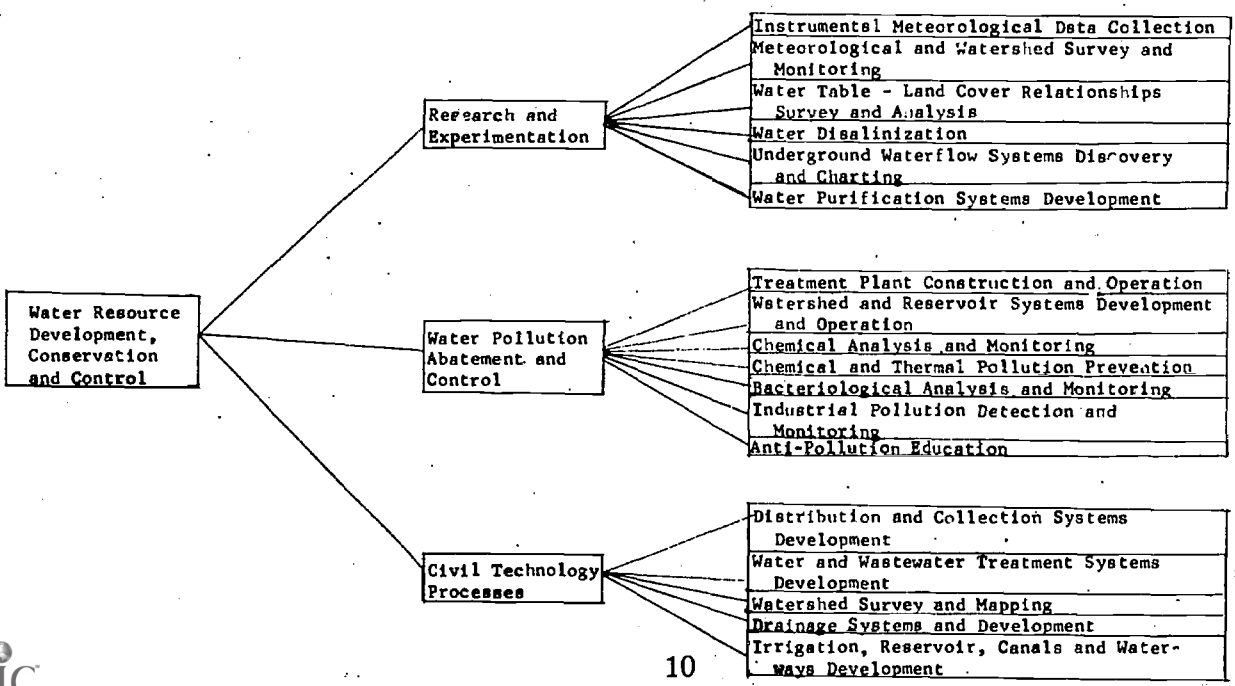 Water Resource
Development,
Conservation
and Control
Research and
Experimentation
Instrumental Meteorological Data Collection
Meteorological and Watershed Survey and
Monitoring
Water Table - Land Cover Relationships
Survey and Analysis
Water Disalinization
Underground Waterflow Systems Discovery
and Charting
Water Purification Systems Development
Water Pollution
Abatement and
Control
Treatment Plant Construction and Operation
Watershed and Reservoir Systems Development
and Operation
Chemical Analysis and Monitoring
Chemical and Thermal Pollution Prevention
Bacteriological Analysis and Monitoring
Industrial Pollution Detection and
Monitoring
Anti-Pollution Education
Civil Technology
Processes
Distribution and Collection Systems
Development
Water and Wastewater Treatment Systems
Development
Watershed Survey and Mapping
Drainage Systems and Development
Irrigation, Reservoir, Canals and Water-
ways Development
10